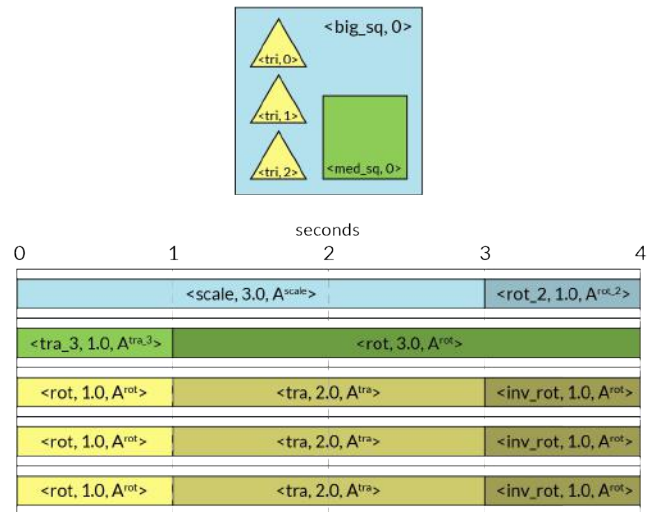 <big_sq, 0>
<tri, 0>
<tri, 1>
<tri, 2>
<med_sq, 0>
seconds
0 1 2 3 4
<scale, 3.0, A^scale> <rot_2, 1.0, A^rot_2>
<tra_3, 1.0, A^tra_3> <rot, 3.0, A^rot>
<rot, 1.0, A^rot> <tra, 2.0, A^tra> <inv_rot, 1.0, A^rot>
<rot, 1.0, A^rot> <tra, 2.0, A^tra> <inv_rot, 1.0, A^rot>
<rot, 1.0, A^rot> <tra, 2.0, A^tra> <inv_rot, 1.0, A^rot>